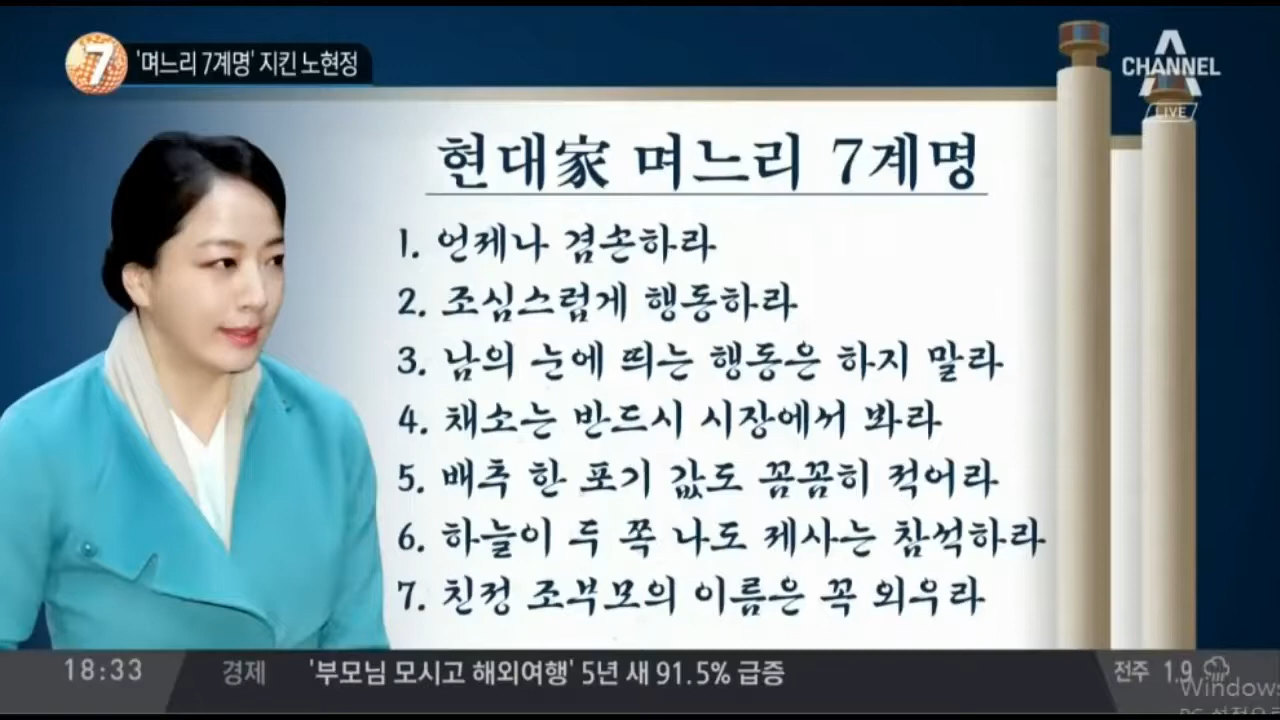 7 '며느리 7계명' 지킨 노현정
CHANNEL A
LIVE
현대家 며느리 7계명
1. 언제나 겸손하라
2. 조심스럽게 행동하라
3. 남의 눈에 띄는 행동은 하지 말라
4. 채소는 반드시 시장에서 봐라
5. 배추 한 포기 값도 꼼꼼히 적어라
6. 하늘이 두 쪽 나도 제사는 참석하라
7. 친정 조부모의 이름은 꼭 외우라
18:33 경제 '부모님 모시고 해외여행' 5년 새 91.5% 급증 전주 1.9
Windows